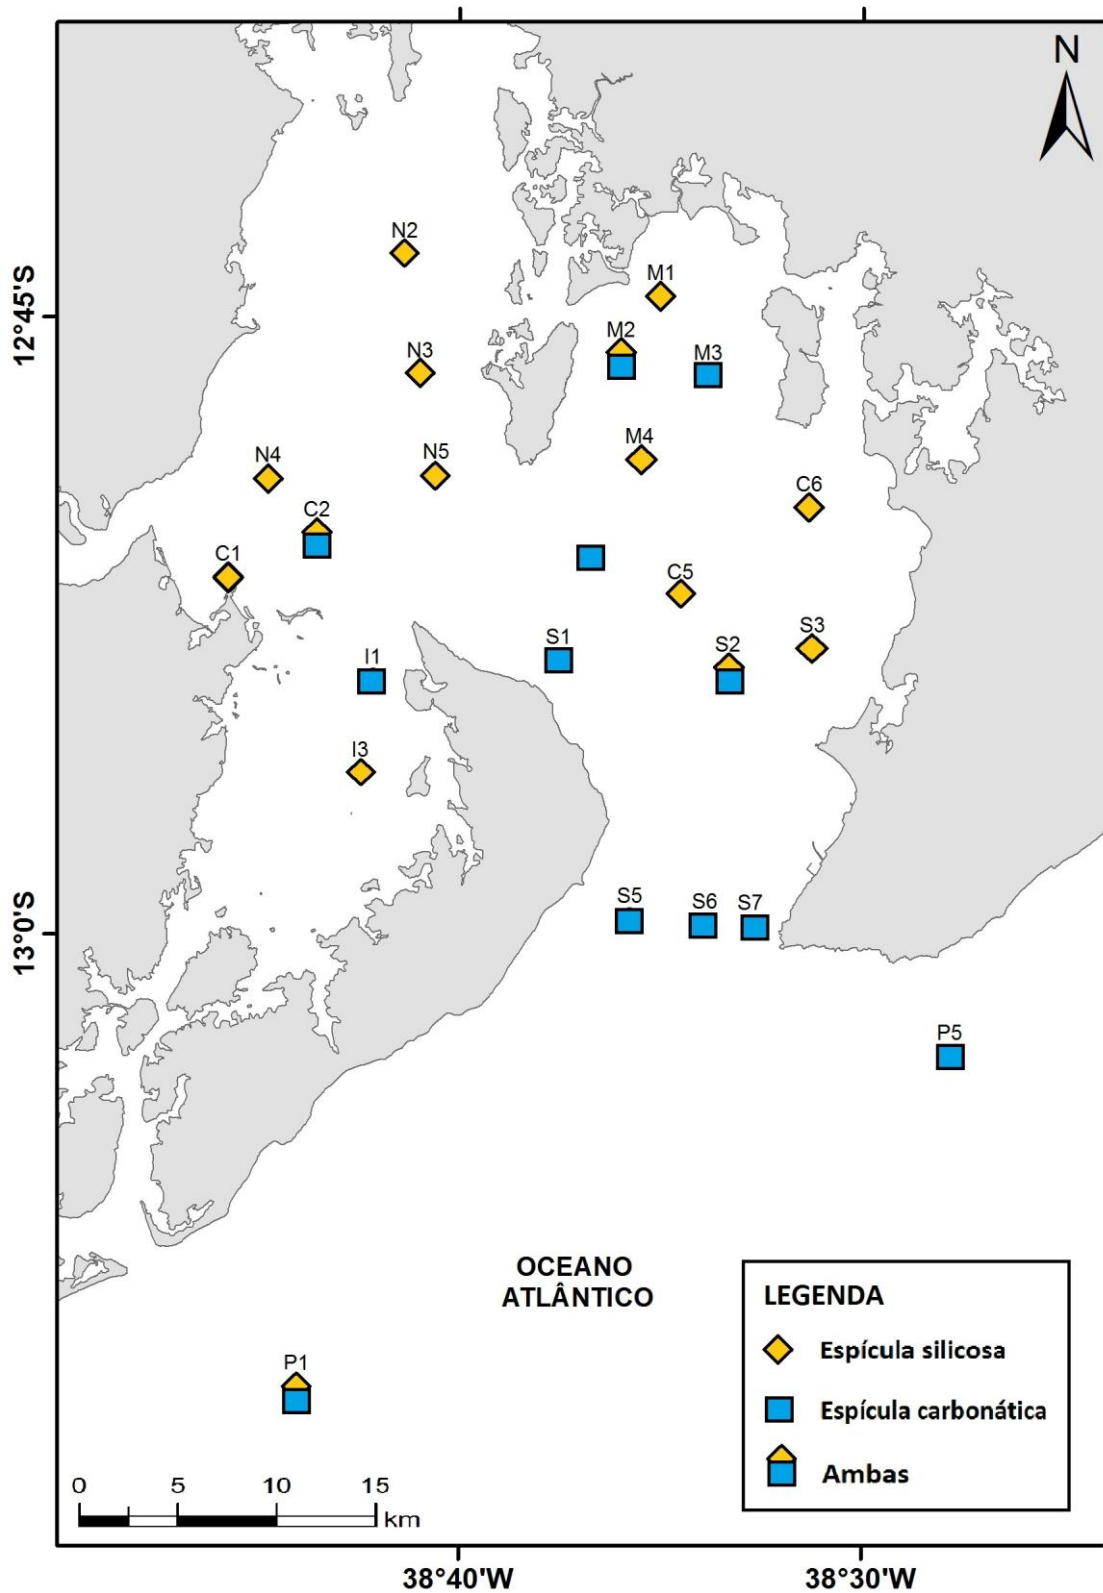 N
N2
12°45'S
M1
M2
M3
N3
M4
N4
N5
C2
C6
C1
C5
S3
S1
S2
I1
I3
S5
S6
S7
13°0'S
P5
OCEANO
ATLÂNTICO
LEGENDA
Espícula silicosa
Espícula carbonática
Ambas
P1
0 5 10 15
km
38°40'W
38°30'W